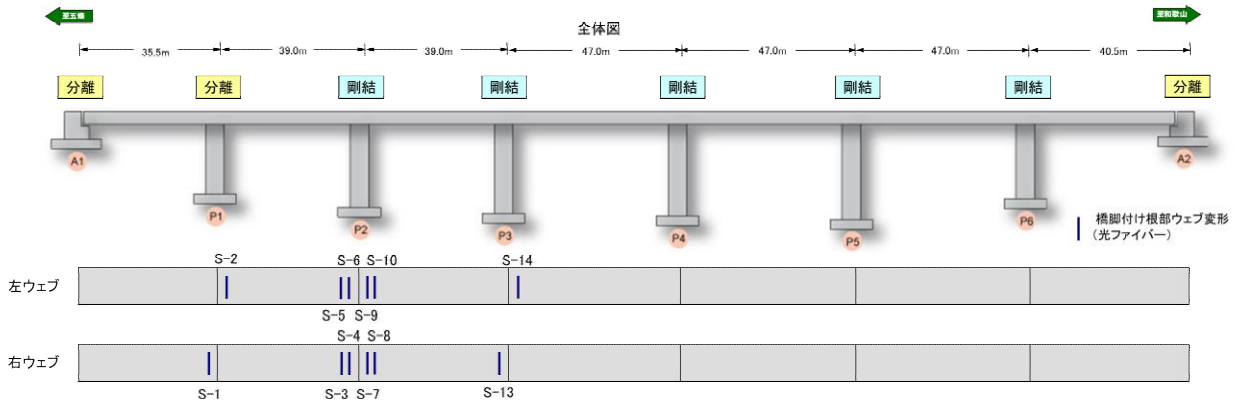 至五條
全体図
至和歌山
35.5m 39.0m 39.0m 47.0m 47.0m 47.0m 40.5m
分離 分離 剛結 剛結 剛結 剛結 剛結 分離
A1 P1 P2 P3 P4 P5 P6 A2
橋脚付け根部ウェブ変形
(光ファイバー)
S-2 S-6 S-10 S-14
左ウェブ
S-5 S-9
S-4 S-8
右ウェブ
S-1 S-3 S-7 S-13